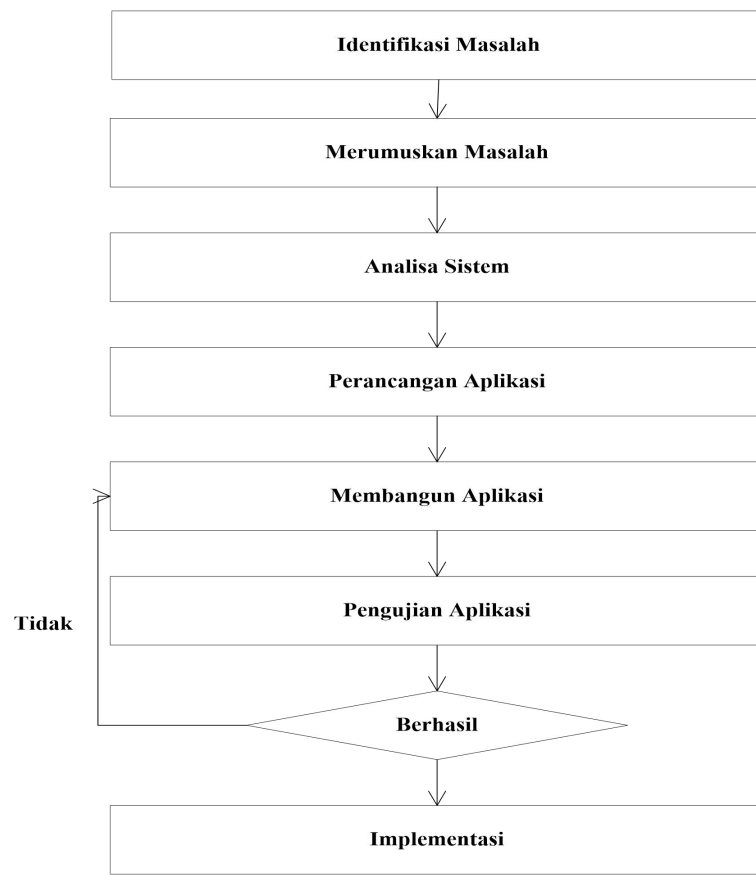 Identifikasi Masalah
Merumuskan Masalah
Analisa Sistem
Perancangan Aplikasi
Membangun Aplikasi
Pengujian Aplikasi
Tidak
Berhasil
Implementasi